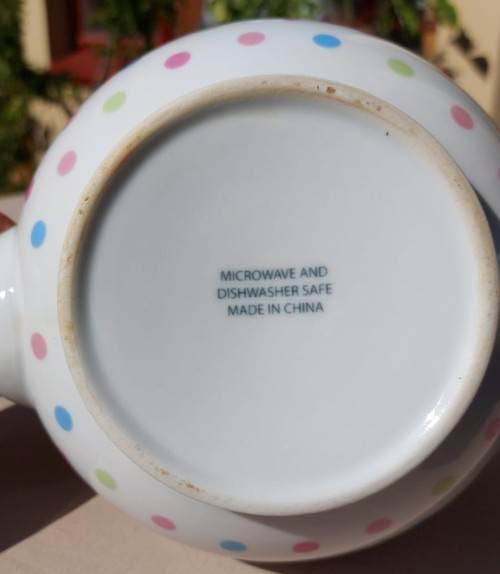 MICROWAVE AND
DISHWASHER SAFE
MADE IN CHINA